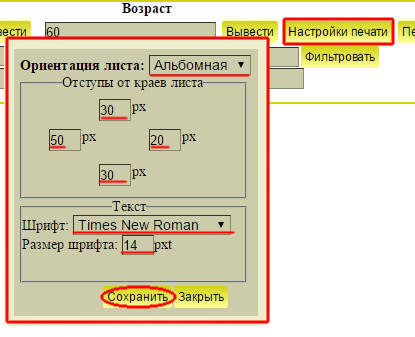 Возраст
вести 60 Вывести Настройки печати Пе
Фильтровать
Ориентация листа: Альбомная
Отступы от краев листа
30 px
50 px 20 px
30 px
Текст
Шрифт: Times New Roman
Размер шрифта: 14 pxt
Сохранить Закрыть